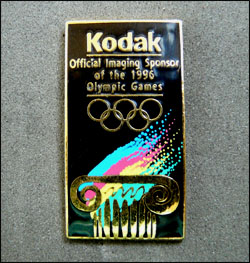 Kodak
Official Imaging Sponsor
of the 1996
Olympic Games